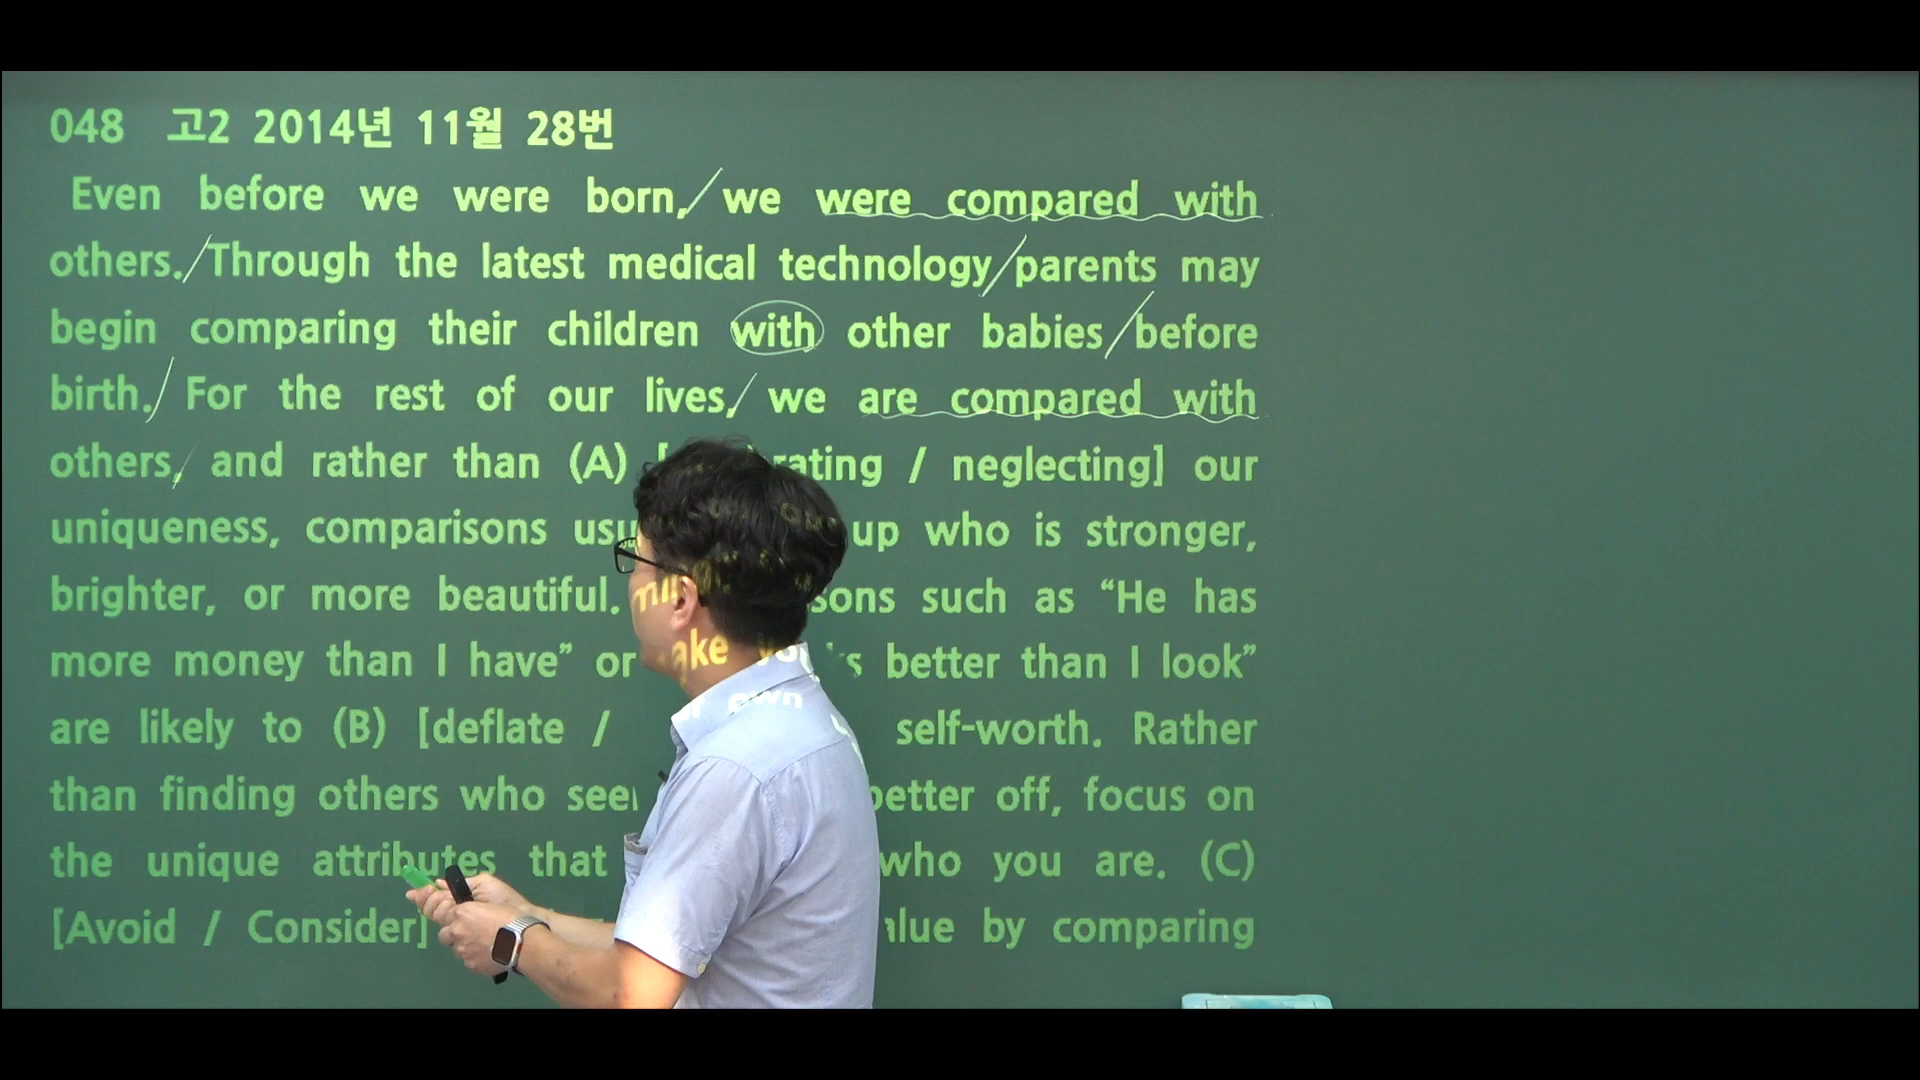 048 고2 2014년 11월 28번
Even before we were born, we were compared with
others. Through the latest medical technology parents may
begin comparing their children with other babies before
birth. For the rest of our lives, we are compared with
others, and rather than (A) / neglecting] our
uniqueness, comparisons up who is stronger,
brighter, or more beautiful. such as “He has
more money than I have” or better than I look”
are likely to (B) [deflate / self-worth. Rather
than finding others who better off, focus on
the unique attributes that who you are. (C)
[Avoid / Consider] by comparing